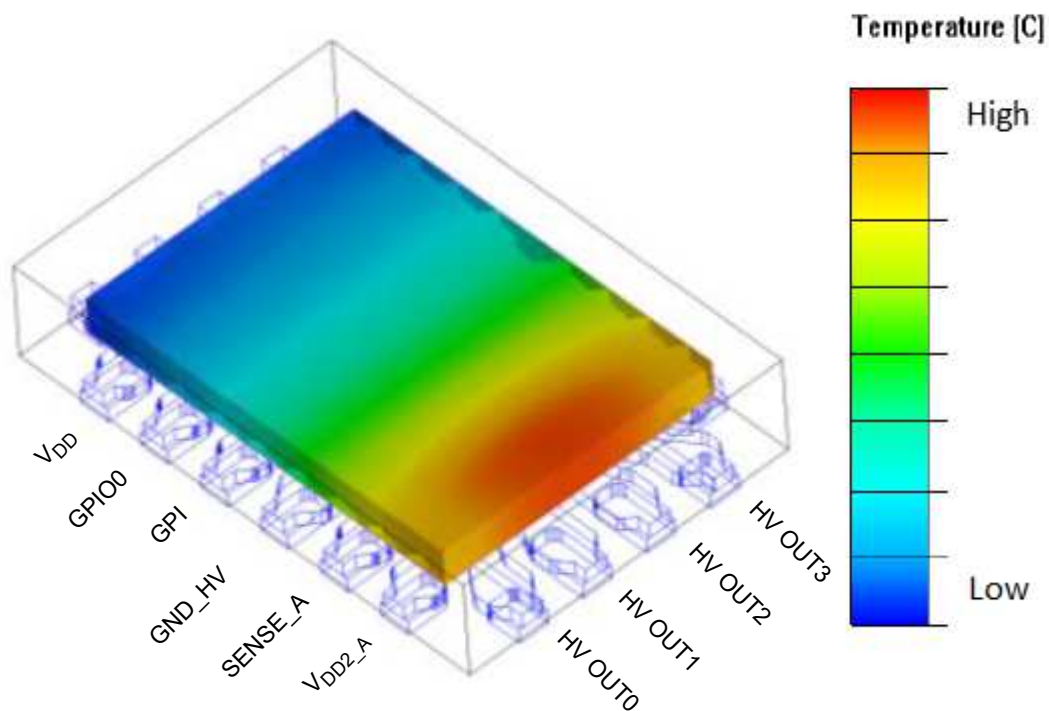 Temperature [C]
High
Low
VDD
GPIO0
GPI
GND_HV
SENSE_A
VDD2_A
HV OUT0
HV OUT1
HV OUT2
HV OUT3